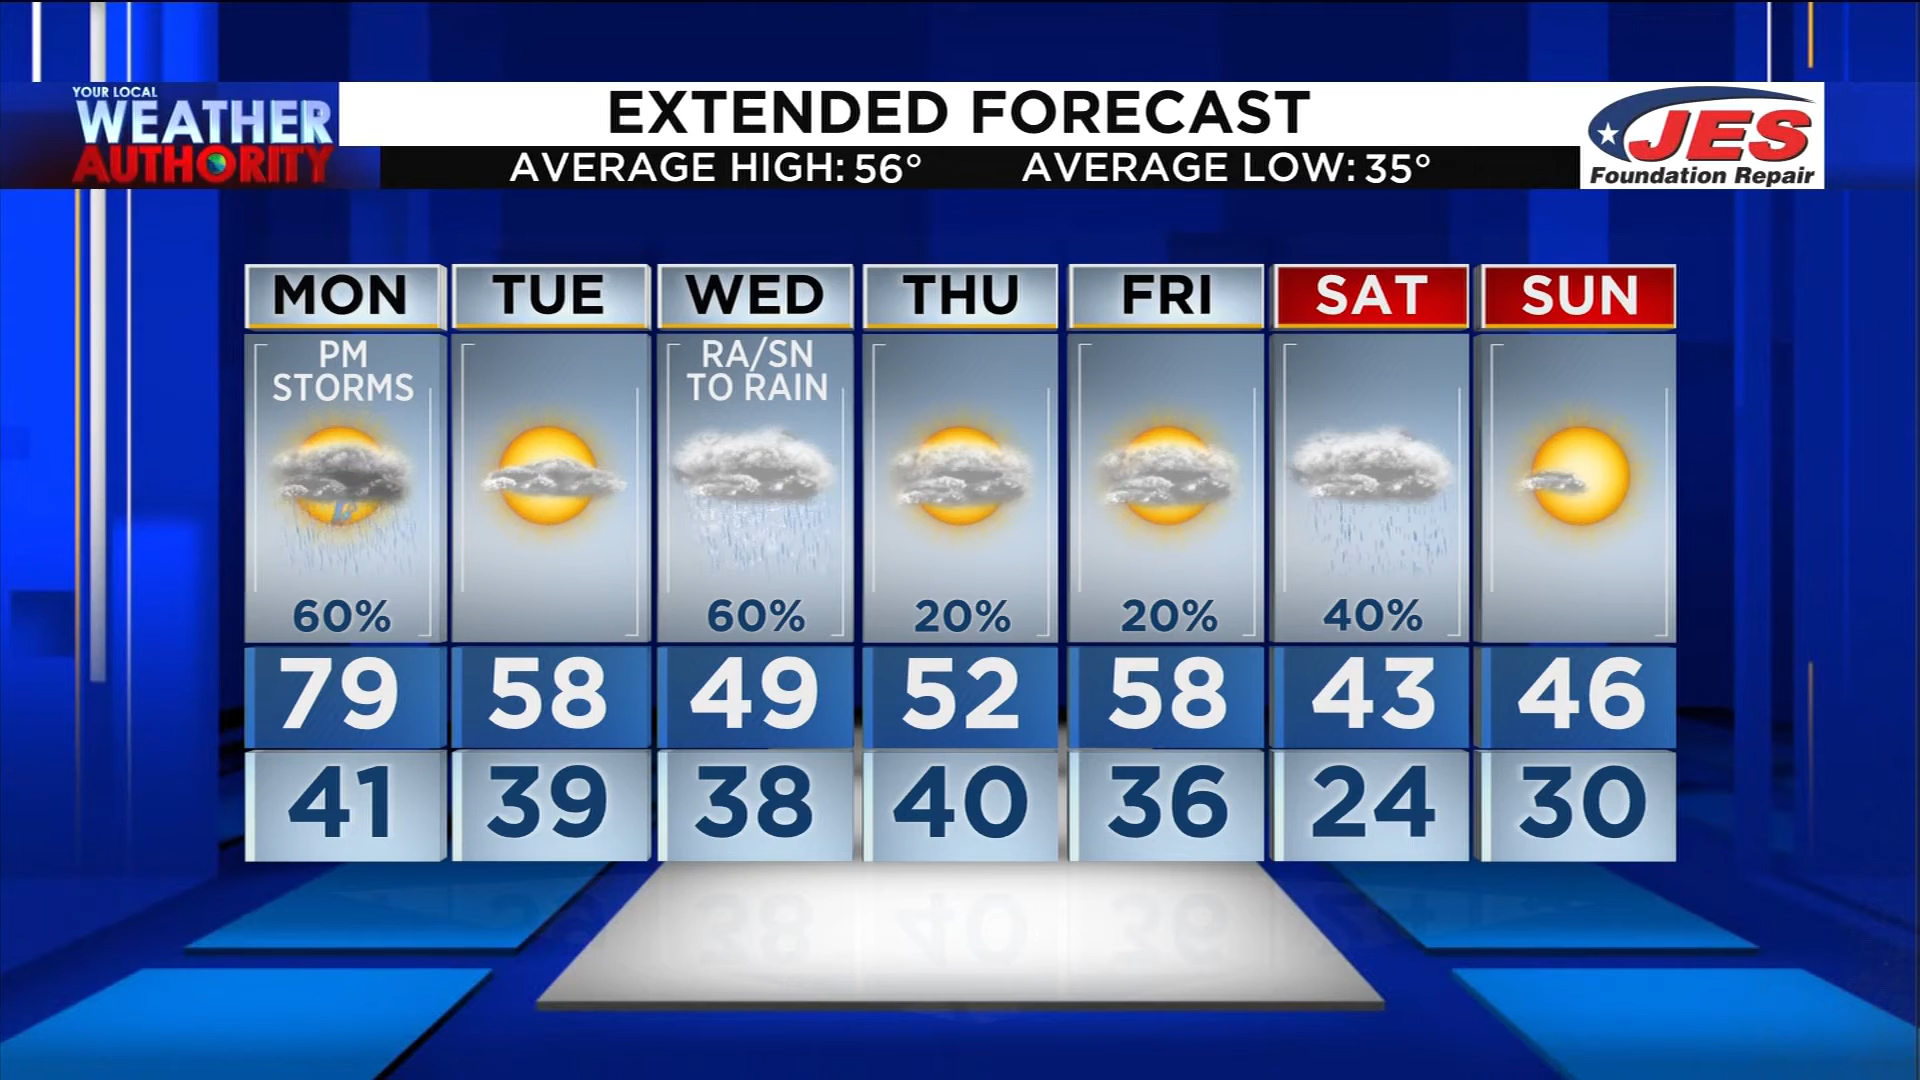 YOUR LOCAL
WEATHER
AUTHORITY
EXTENDED FORECAST
AVERAGE HIGH: 56° AVERAGE LOW: 35°
JES
Foundation Repair
MON TUE WED THU FRI SAT SUN
PM
STORMS
RA/SN
TO RAIN
60% 60% 20% 20% 40%
79 58 49 52 58 43 46
41 39 38 40 36 24 30